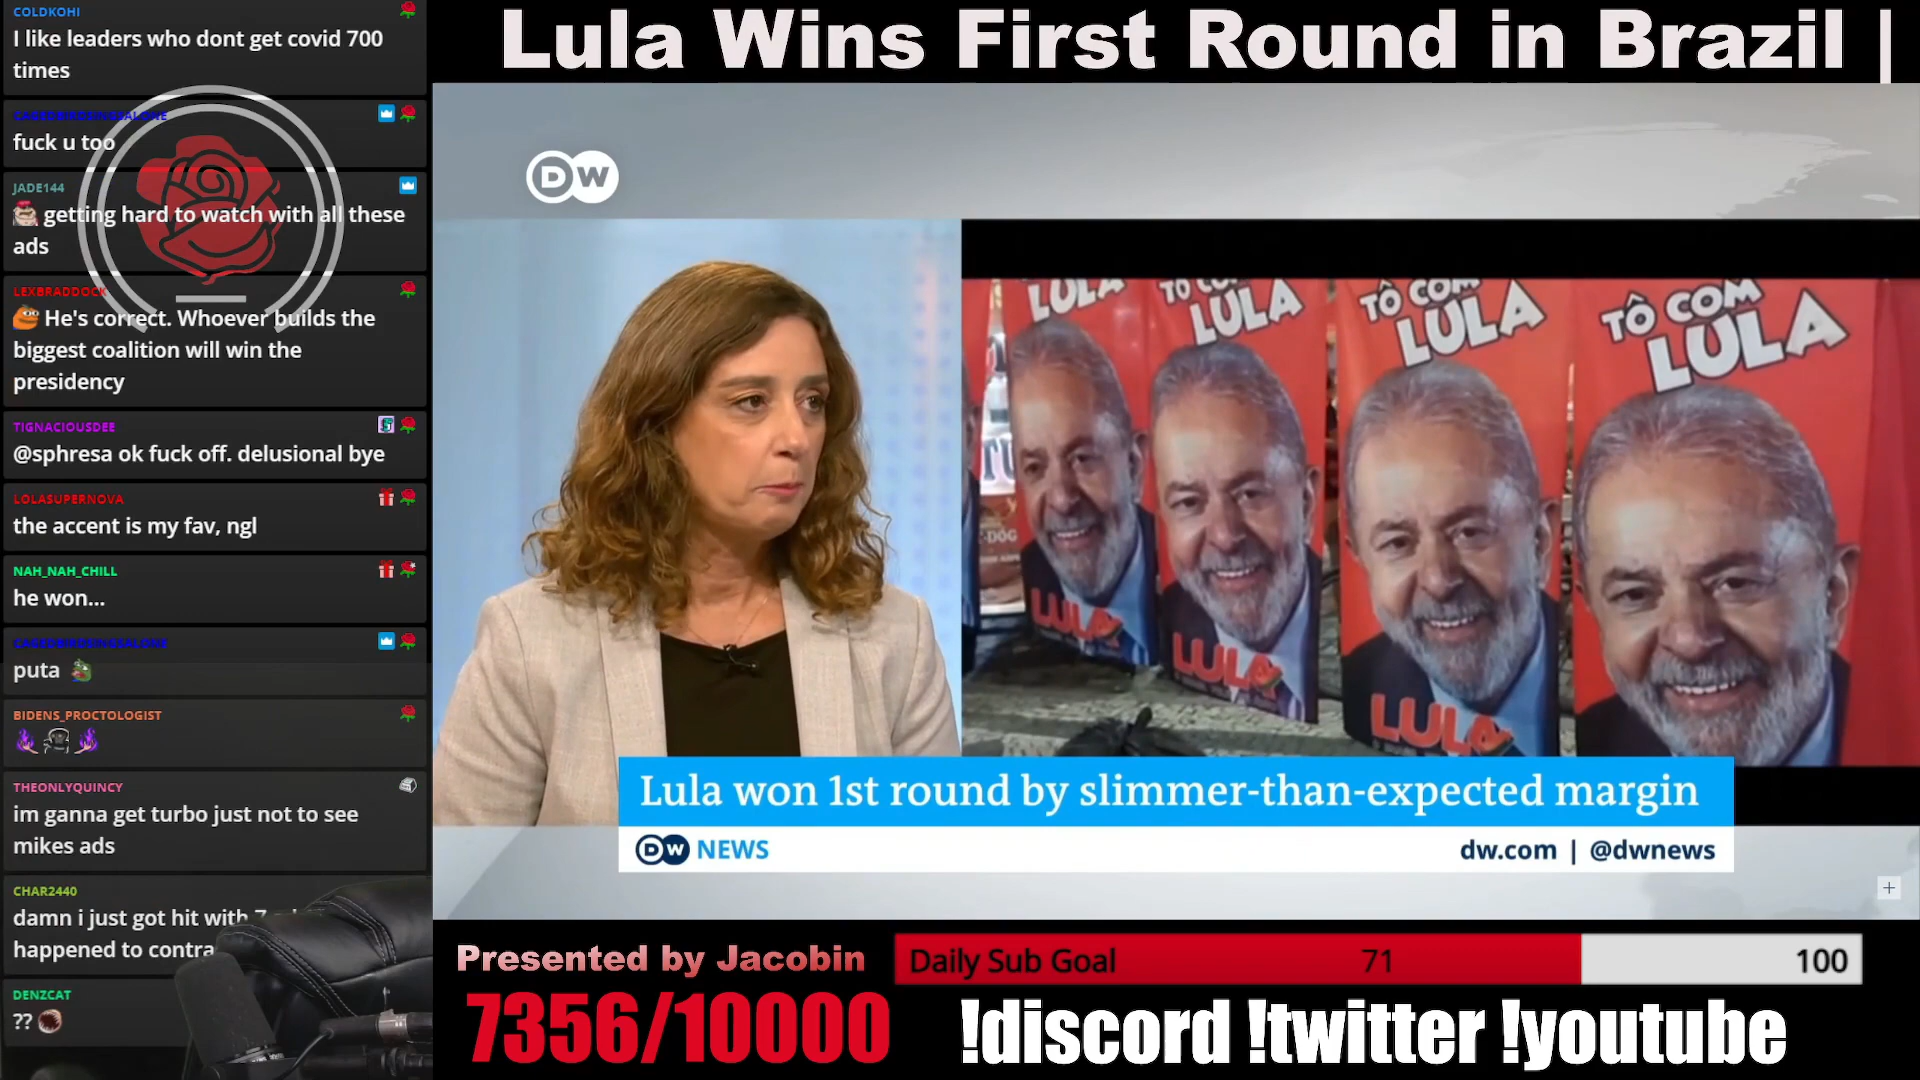 COLDKOHI
I like leaders who dont get covid 700
times
fuck u too
JADE144
getting hard to watch with all these
ads
LEXBRADDOCK
He's correct. Whoever builds the
biggest coalition will win the
presidency
TIGNACIOUSDEE
@sphresa ok fuck off. delusional bye
LOLASUPERNOVA
the accent is my fav, ngl
NAH_NAH_CHILL
he won...
puta
BIDENS_PROCTOLOGIST
THEONLYQUINCY
im ganna get turbo just not to see
mikes ads
CHAR2440
damn i just got hit with 7
happened to contra
DENZCAT
??
Lula Wins First Round in Brazil |
DW
LULA
TÔ COM
LULA
TÔ COM
LULA
TÔ COM
LULA
LULA
LULA
LULA
Lula won 1st round by slimmer-than-expected margin
DW NEWS
dw.com | @dwnews
Presented by Jacobin
Daily Sub Goal 71 100
7356/10000
!discord !twitter !youtube